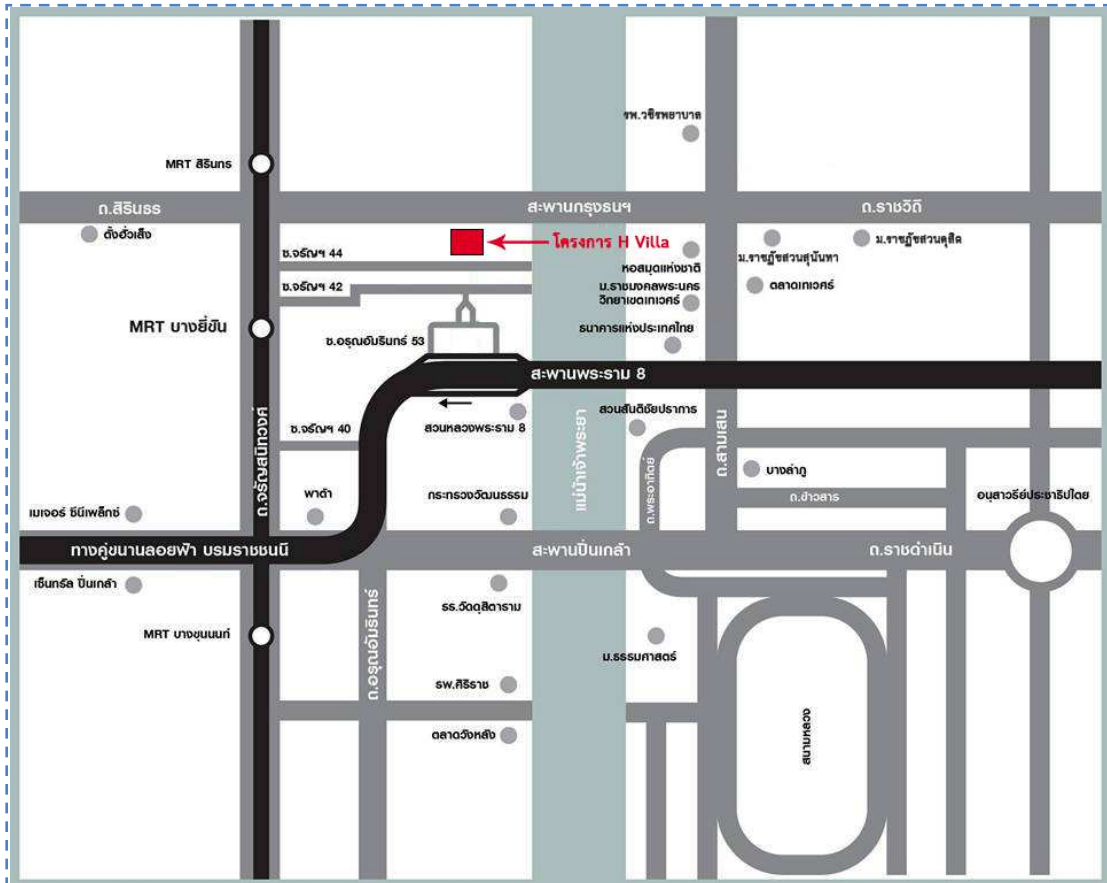 รพ.วชิรพยาบาล
MRT สิรินทร
ถ.สิรินธร
สะพานกรุงธนฯ
ถ.ราชวิถี
ตั้งฮั่วเส็ง
โครงการ H Villa
ม.ราชภัฏสวนดุสิต
ซ.จรัญฯ 44
ม.ราชภัฏสวนสุนันทา
หอสมุดแห่งชาติ
ซ.จรัญฯ 42
ม.ราชมงคลพระนคร
วิทยาเขตเทเวศร์
ตลาดเทเวศร์
MRT บางยี่ขัน
ธนาคารแห่งประเทศไทย
ซ.อรุณอัมรินทร์ 53
สะพานพระราม 8
สวนสันติชัยปราการ
สวนหลวงพระราม 8
ซ.จรัญฯ 40
ถ.จรัญสนิทวงศ์
แม่น้ำเจ้าพระยา
ถ.สามเสน
ถ.พระอาทิตย์
บางลำภู
พาต้า
กระทรวงวัฒนธรรม
ถ.ข้าวสาร
อนุสาวรีย์ประชาธิปไตย
เมเจอร์ ซีนีเพล็กซ์
ทางคู่ขนานลอยฟ้า บรมราชชนนี
สะพานปิ่นเกล้า
ถ.ราชดำเนิน
เซ็นทรัล ปิ่นเกล้า
รร.วัดดุสิตาราม
MRT บางขุนนนท์
ถ.อรุณอัมรินทร์
ม.ธรรมศาสตร์
รพ.ศิริราช
ตลาดวังหลัง
สนามหลวง